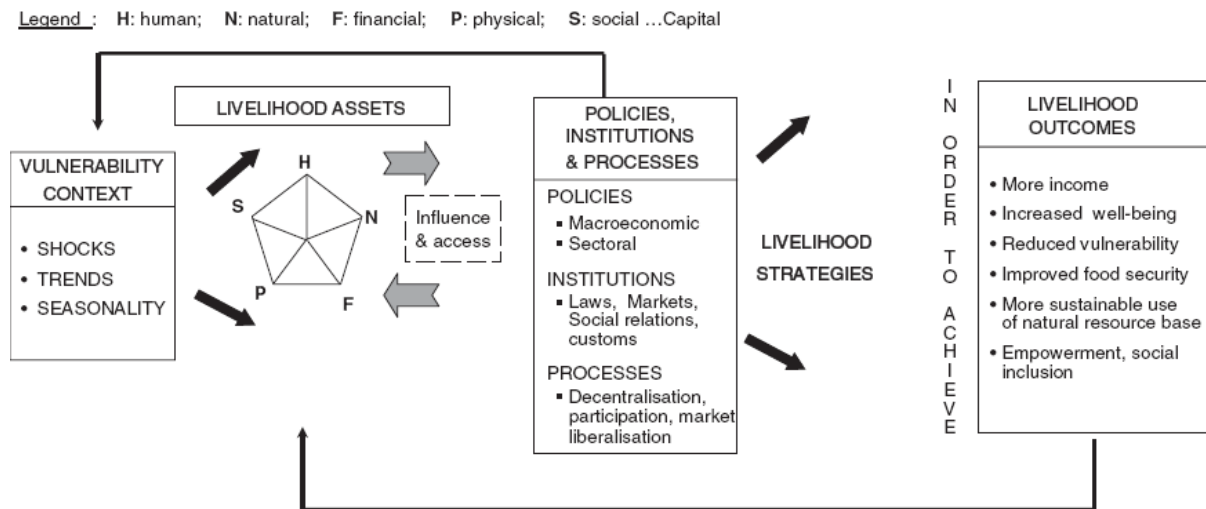 Legend : H: human; N: natural; F: financial; P: physical; S: social ...Capital
LIVELIHOOD ASSETS
VULNERABILITY
CONTEXT
• SHOCKS
• TRENDS
• SEASONALITY
H
S
N
P
F
Influence
& access
POLICIES,
INSTITUTIONS
& PROCESSES
POLICIES
▪ Macroeconomic
▪ Sectoral
INSTITUTIONS
▪ Laws, Markets,
Social relations,
customs
PROCESSES
▪ Decentralisation,
participation, market
liberalisation
LIVELIHOOD
STRATEGIES
IN ORDER TO ACHIEVE
LIVELIHOOD
OUTCOMES
• More income
• Increased well-being
• Reduced vulnerability
• Improved food security
• More sustainable use
of natural resource base
• Empowerment, social
inclusion